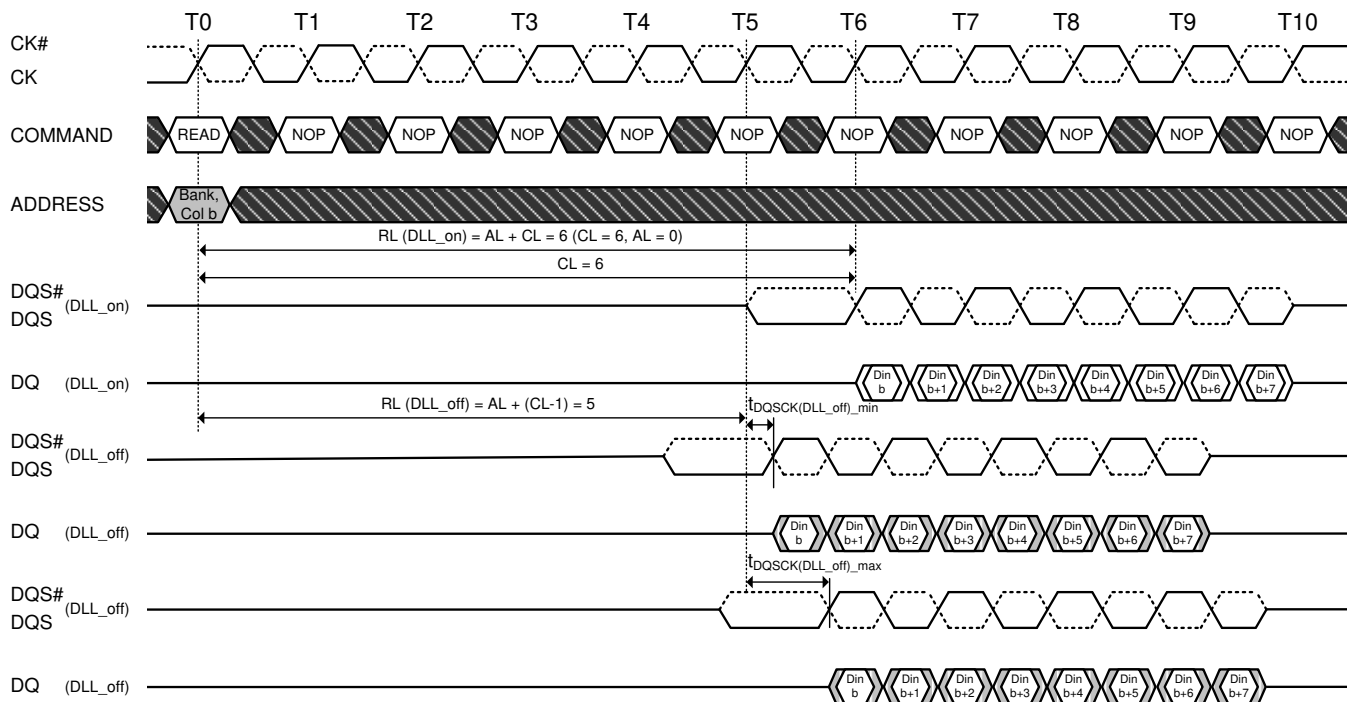 T0 T1 T2 T3 T4 T5 T6 T7 T8 T9 T10
CK#
CK
COMMAND READ NOP NOP NOP NOP NOP NOP NOP NOP NOP NOP
ADDRESS Bank,
Col b
RL (DLL_on) = AL + CL = 6 (CL = 6, AL = 0)
CL = 6
DQS# (DLL_on)
DQS
DQ (DLL_on) Din b Din b+1 Din b+2 Din b+3 Din b+4 Din b+5 Din b+6 Din b+7
RL (DLL_off) = AL + (CL-1) = 5 tDQSCK(DLL_off)_min
DQS# (DLL_off)
DQS
DQ (DLL_off) Din b Din b+1 Din b+2 Din b+3 Din b+4 Din b+5 Din b+6 Din b+7
tDQSCK(DLL_off)_max
DQS# (DLL_off)
DQS
DQ (DLL_off) Din b Din b+1 Din b+2 Din b+3 Din b+4 Din b+5 Din b+6 Din b+7